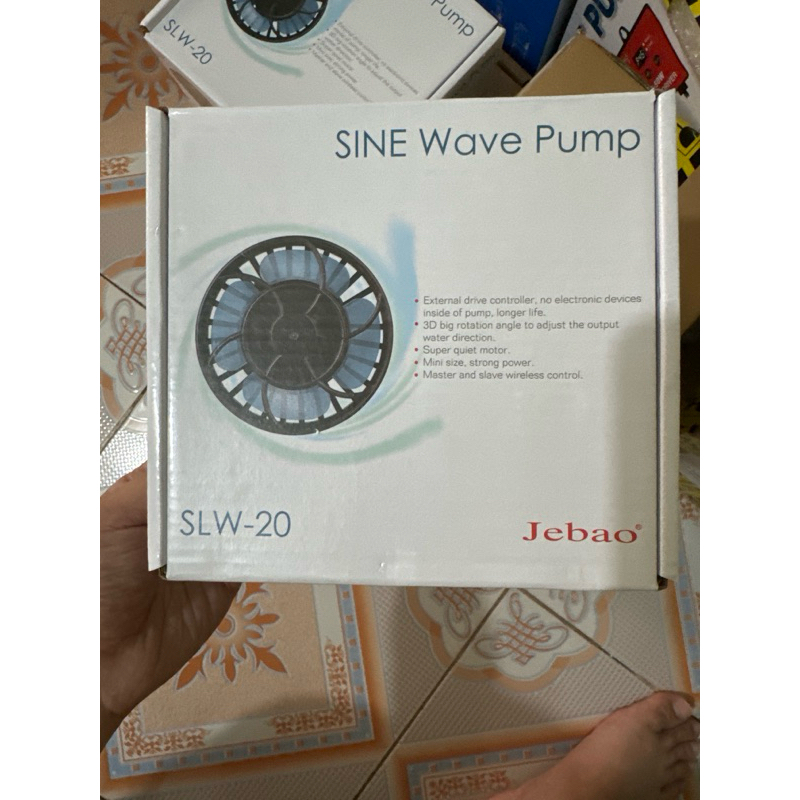 Pump
SLW-20
PU
SINE Wave Pump
• External drive controller, no electronic devices
inside of pump, longer life.
• 3D big rotation angle to adjust the output
water direction.
• Super quiet motor.
• Mini size, strong power.
• Master and slave wireless control.
SLW-20
Jebao®